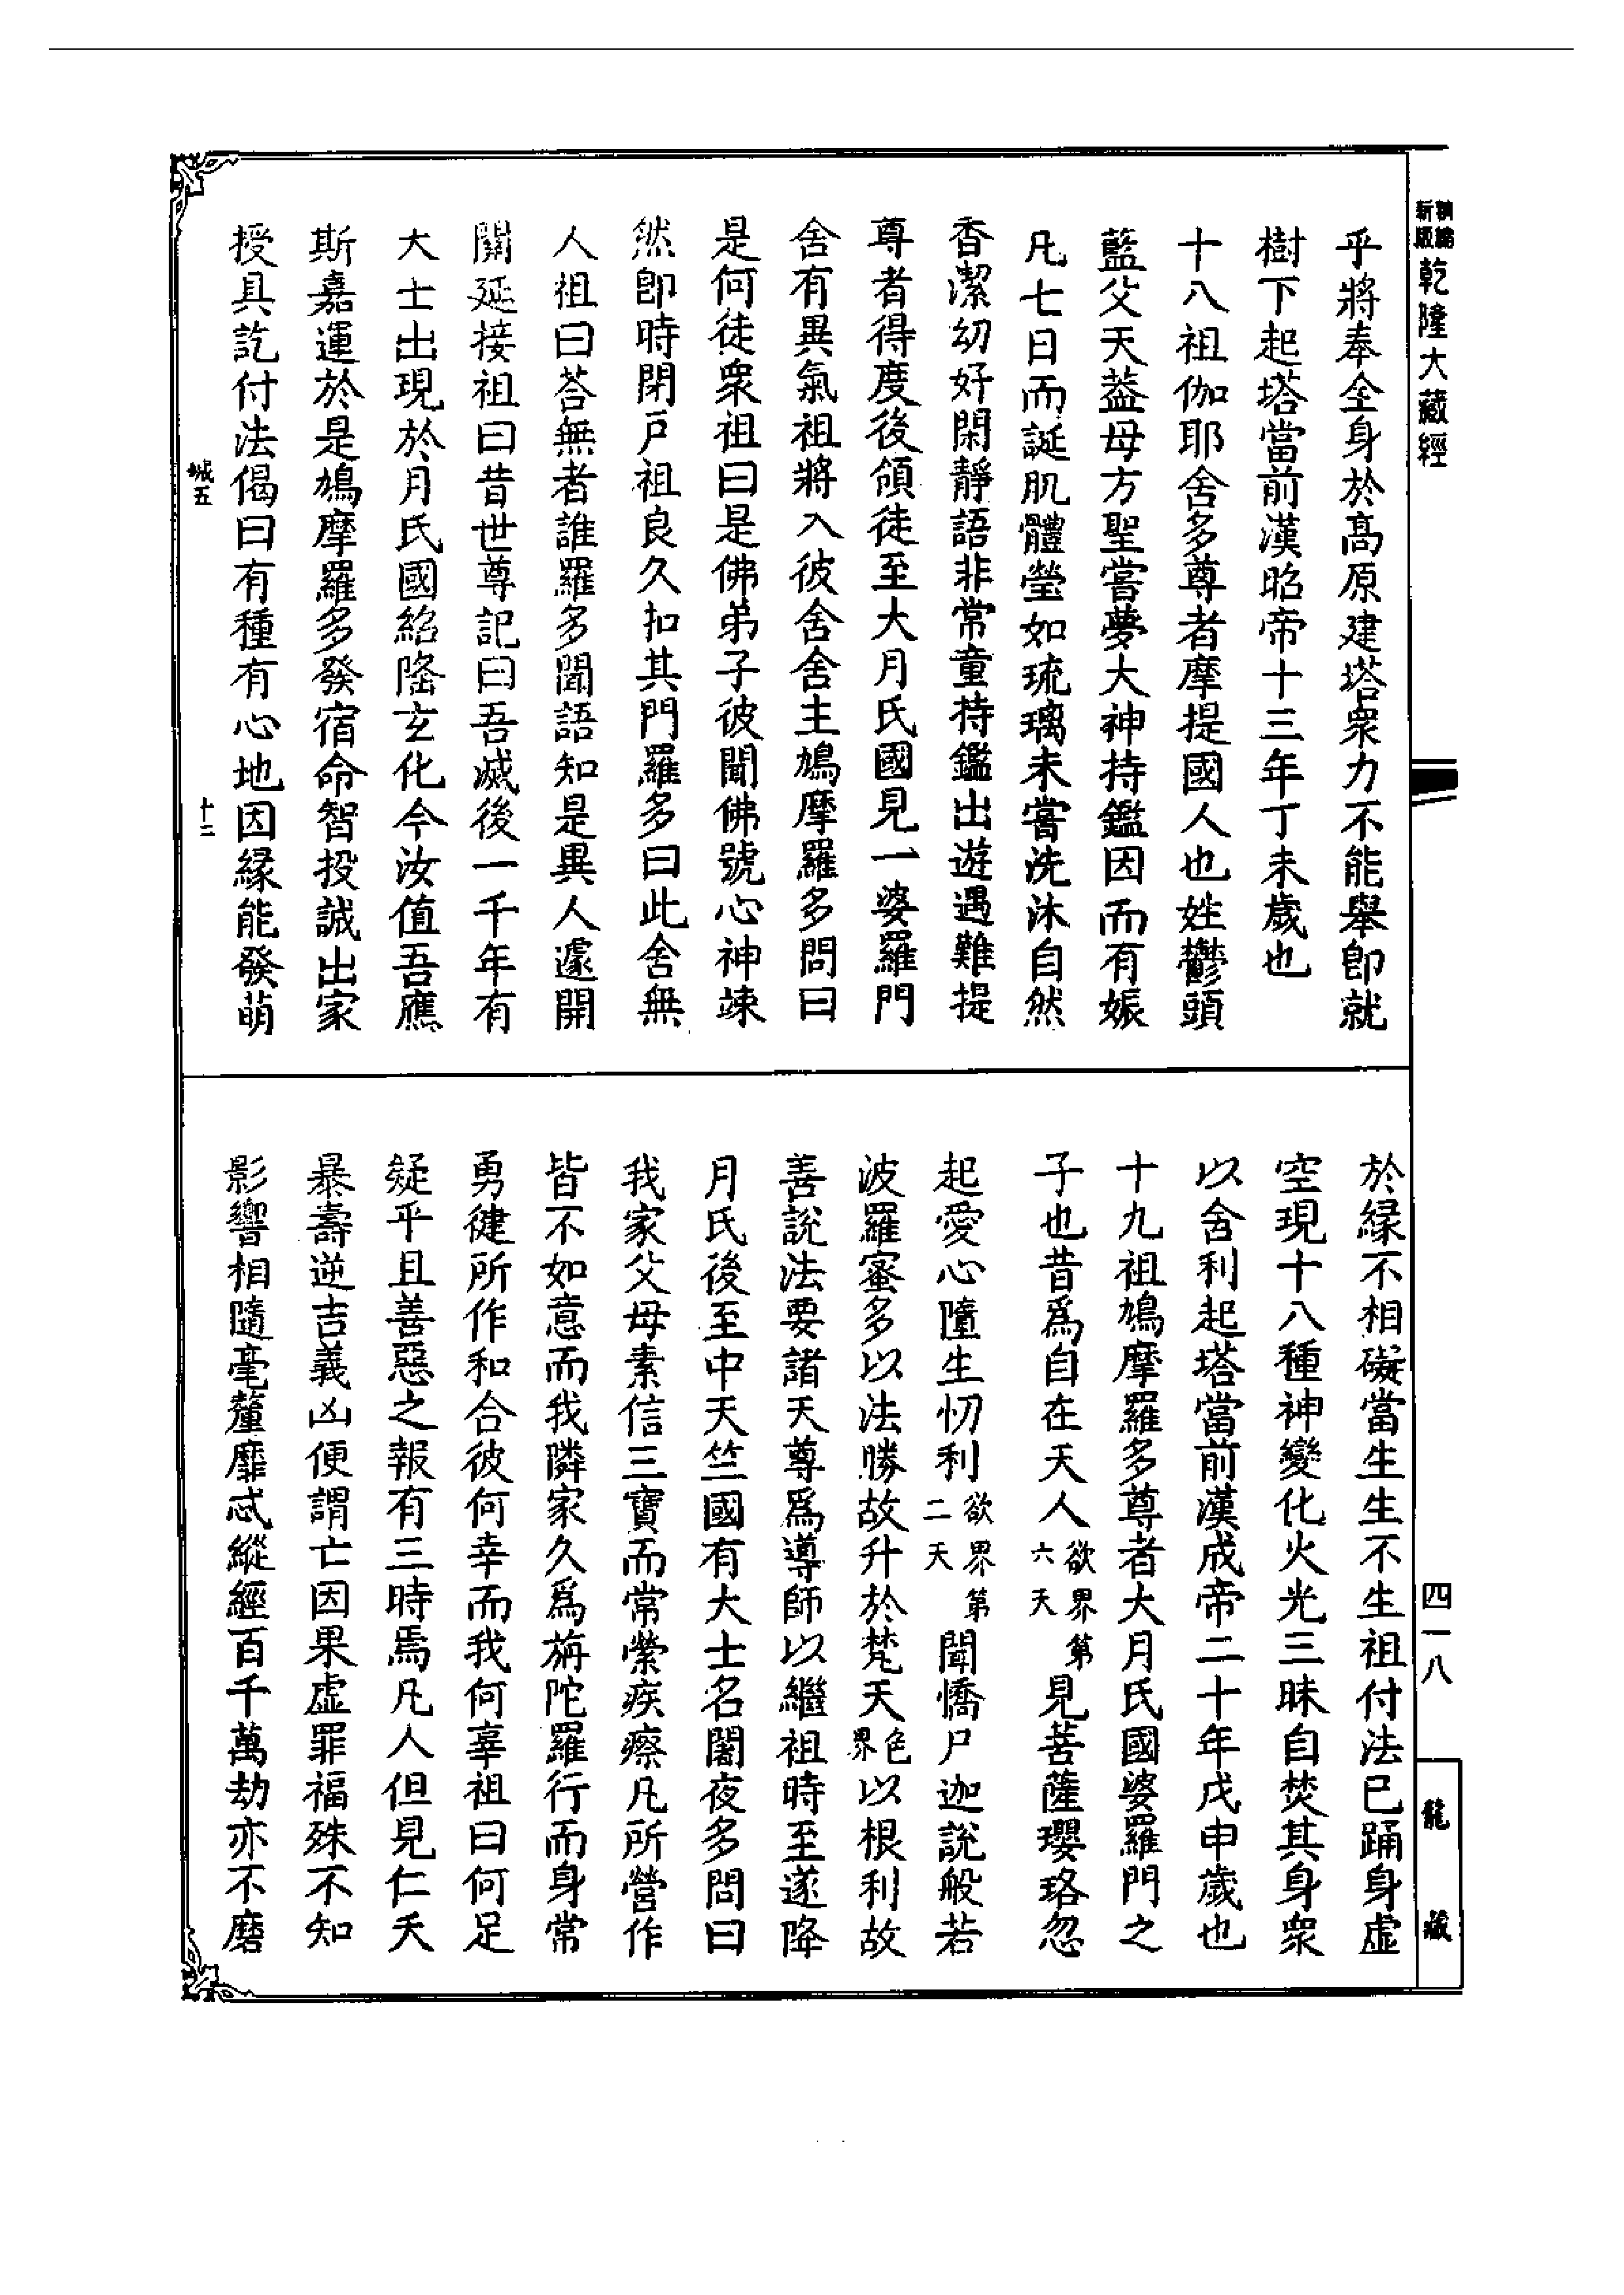 新版
乾隆大藏經
乎將奉全身於高原建塔衆力不能舉即就
樹下起塔當前漢昭帝十三年丁未歲也
十八祖伽耶舍多尊者摩提國人也姓鬱頭
藍父天葢母方聖嘗夢大神持鑑因而有娠
凡七日而誕肌體瑩如琉璃未嘗洗沐自然
香潔幼好閑靜語非常童持鑑出遊遇難提
尊者得度後領徒至大月氏國見一婆羅門
舍有異氣祖將入彼舍舍主鳩摩羅多問曰
是何徒衆祖曰是佛弟子彼聞佛號心神竦
然即時閉戸祖良久扣其門羅多曰此舍無
人祖曰荅無者誰羅多聞語知是異人遽開
關延接祖曰昔世尊記曰吾滅後一千年有
大士出現於月氏國紹隆玄化今汝值吾應
斯嘉運於是鳩摩羅多發宿命智投誠出家
授具訖付法偈曰有種有心地因緣能發萌
城五
十二
於緣不相礙當生生不生祖付法已踊身虛
空現十八種神變化火光三昧自焚其身衆
以舍利起塔當前漢成帝二十年戊申歲也
十九祖鳩摩羅多尊者大月氏國婆羅門之
子也昔爲自在天人欲界第六天見菩薩瓔珞忽
起愛心墮生忉利欲界第二天聞憍尸迦說般若
波羅蜜多以法勝故升於梵天色界以根利故
善說法要諸天尊爲導師以繼祖時至遂降
月氏後至中天竺國有大士名闍夜多問曰
我家父母素信三寶而常縈疾瘵凡所營作
皆不如意而我隣家久爲旃陀羅行而身常
勇健所作和合彼何幸而我何辜祖曰何足
疑乎且善惡之報有三時焉凡人但見仁夭
暴壽逆吉義凶便謂亡因果虛罪福殊不知
影響相隨毫釐靡忒縱經百千萬劫亦不磨
四一八
龍藏